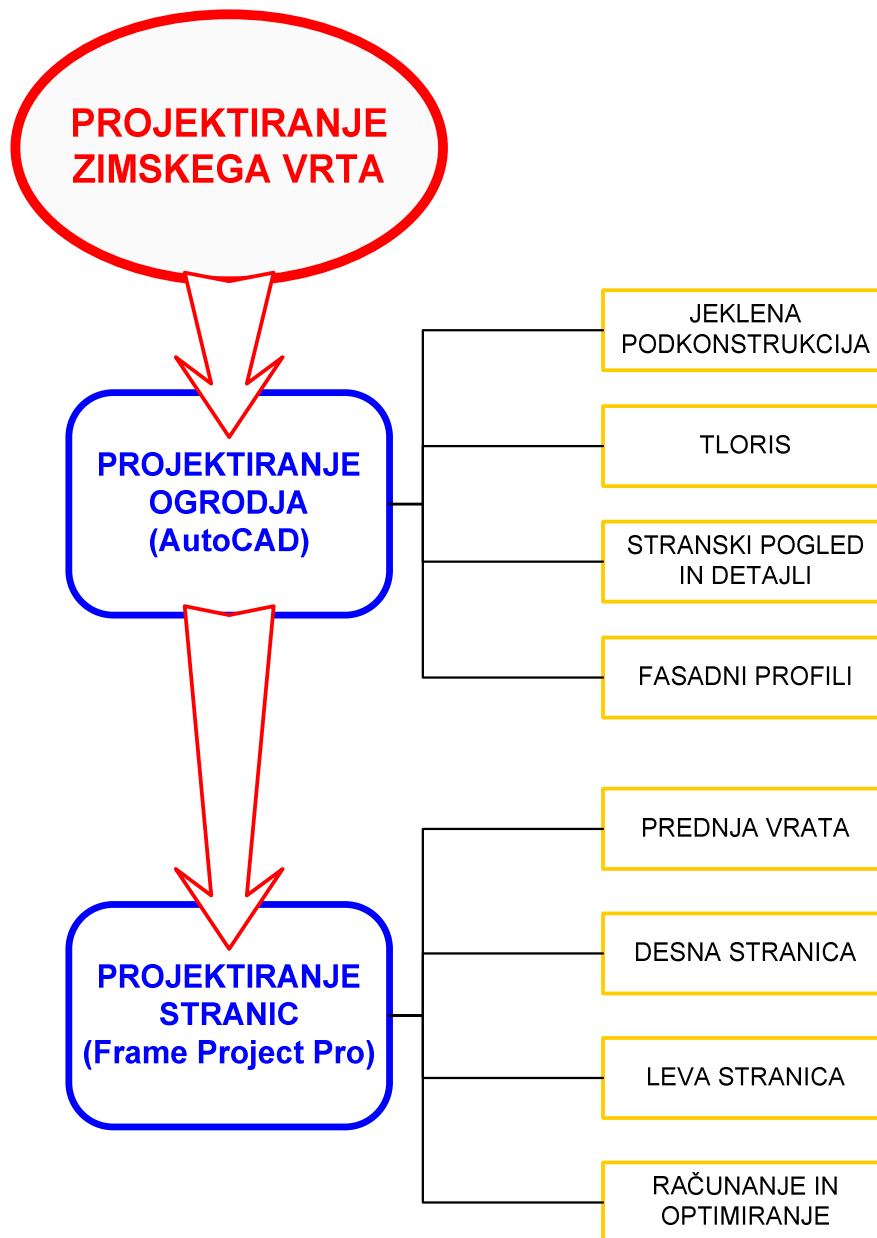 PROJEKTIRANJE
ZIMSKEGA VRTA
PROJEKTIRANJE
OGRODJA
(AutoCAD)
JEKLENA
PODKONSTRUKCIJA
TLORIS
STRANSKI POGLED
IN DETAJLI
FASADNI PROFILI
PROJEKTIRANJE
STRANIC
(Frame Project Pro)
PREDNJA VRATA
DESNA STRANICA
LEVA STRANICA
RAČUNANJE IN
OPTIMIRANJE